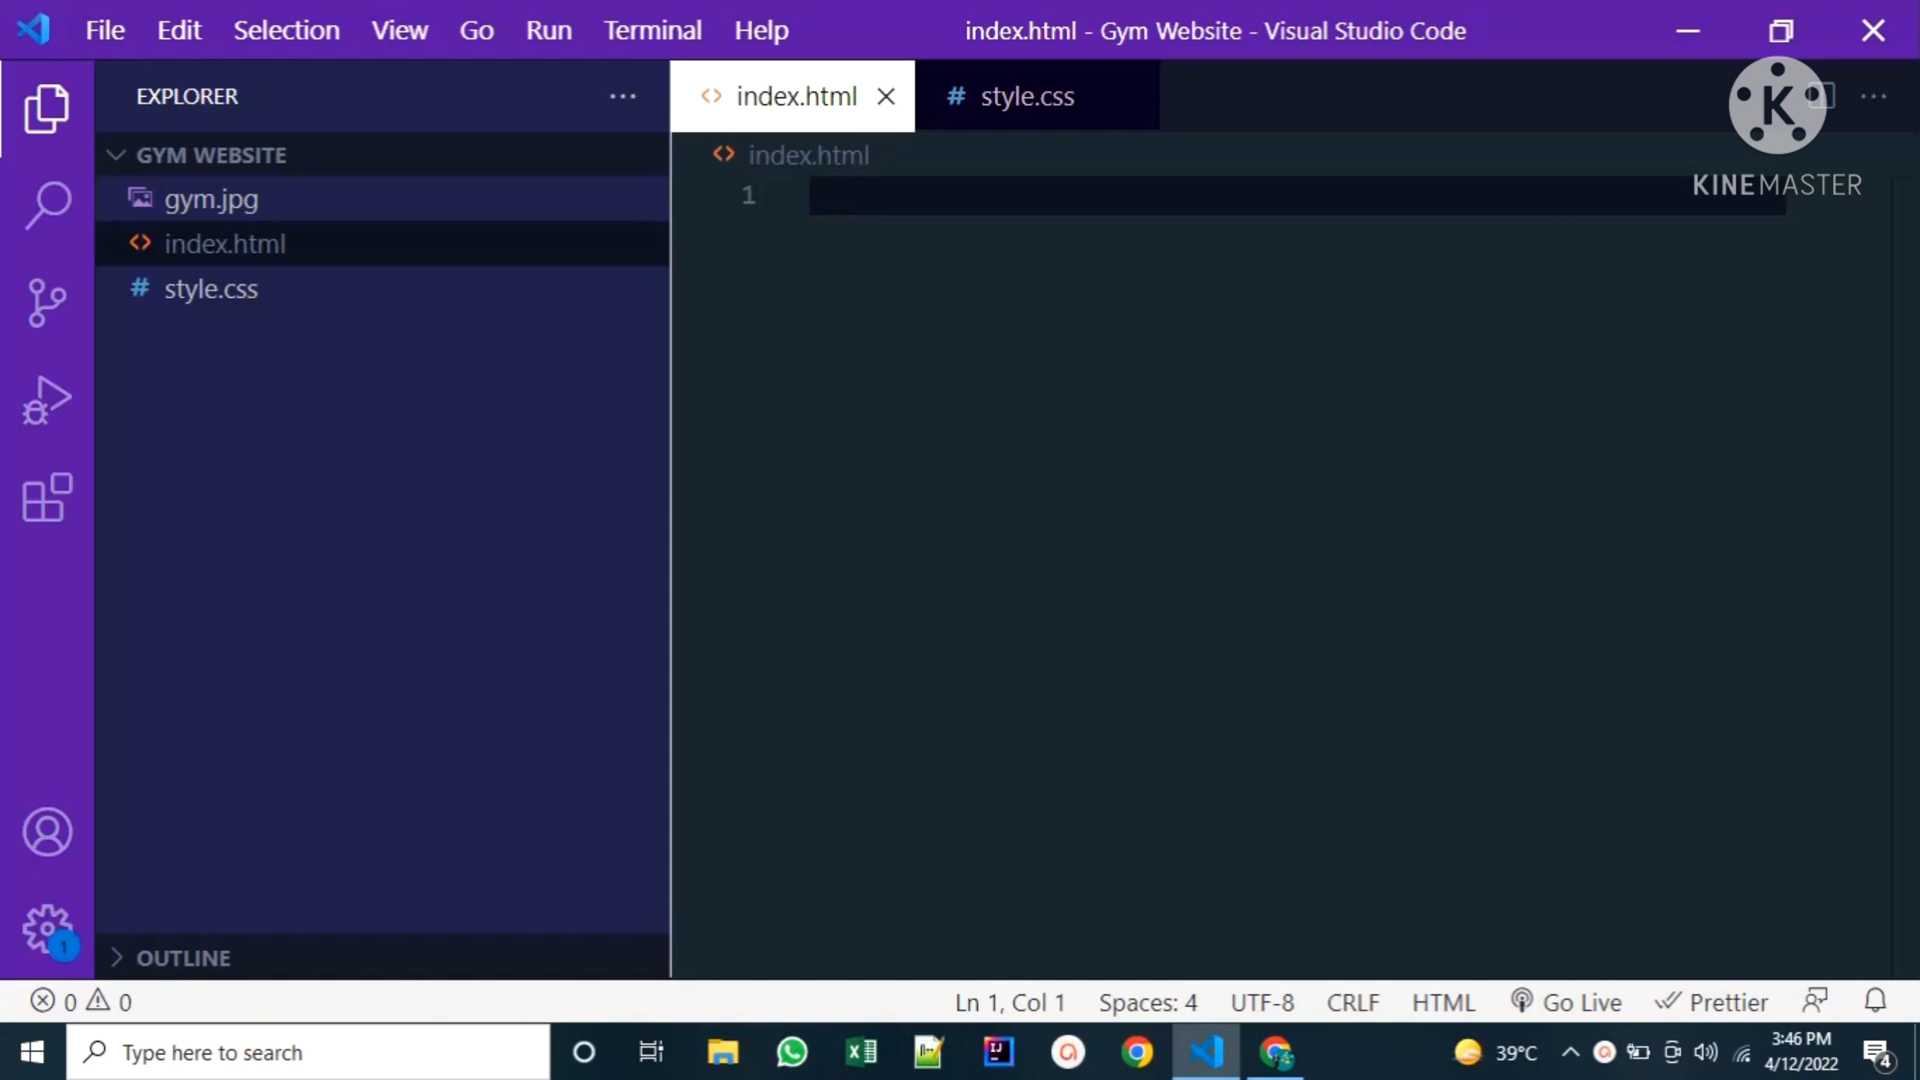 File Edit Selection View Go Run Terminal Help index.html - Gym Website - Visual Studio Code
EXPLORER
GYM WEBSITE
gym.jpg
index.html
style.css
OUTLINE
index.html
style.css
index.html
1
K
KINEMASTER
1
0 0
Ln 1, Col 1 Spaces: 4 UTF-8 CRLF HTML Go Live Prettier
Type here to search
39°C
3:46 PM
4/12/2022
4